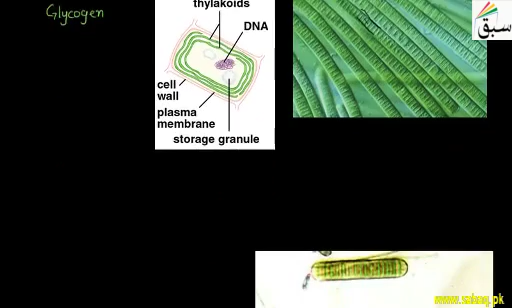 Glycogen
thylakoids
DNA
cell
wall
plasma
membrane
storage granule
سبق
www.sabaq.pk